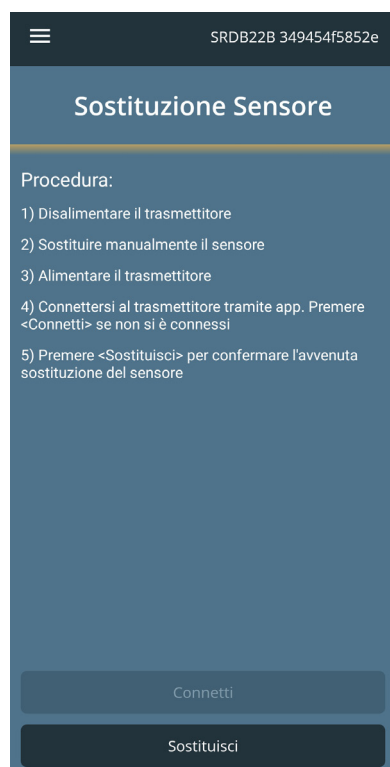 SRDB22B 349454f5852e
Sostituzione Sensore
Procedura:
1) Disalimentare il trasmettitore
2) Sostituire manualmente il sensore
3) Alimentare il trasmettitore
4) Connettersi al trasmettitore tramite app. Premere
<Connetti> se non si è connessi
5) Premere <Sostituisci> per confermare l'avvenuta
sostituzione del sensore
Connetti
Sostituisci